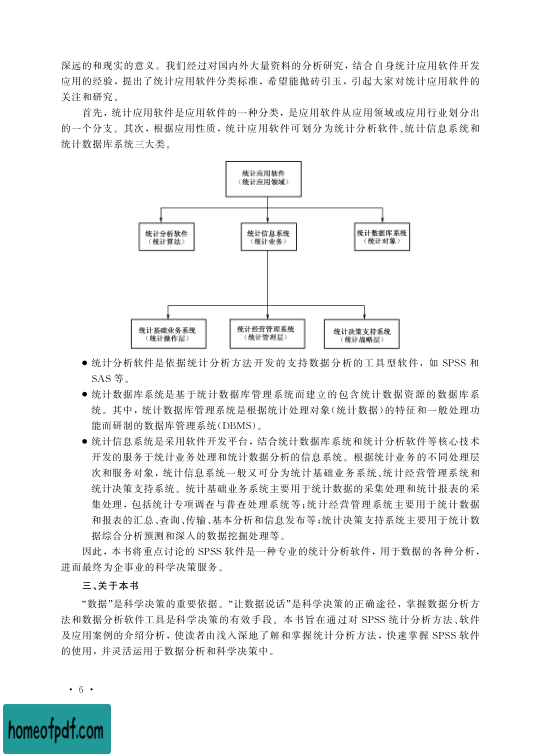 深远的和现实的意义。我们经过对国内外大量资料的分析研究，结合自身统计应用软件开发
应用的经验，提出了统计应用软件分类标准，希望能抛砖引玉，引起大家对统计应用软件的
关注和研究。
首先，统计应用软件是应用软件的一种分类，是应用软件从应用领域或应用行业划分出
的一个分支。其次，根据应用性质，统计应用软件可划分为统计分析软件、统计信息系统和
统计数据库系统三大类。
统计应用软件
（统计应用领域）
统计分析软件
（统计算法）
统计信息系统
（统计业务）
统计数据库系统
（统计对象）
统计基础业务系统
（统计操作层）
统计经营管理系统
（统计管理层）
统计决策支持系统
（统计战略层）
● 统计分析软件是依据统计分析方法开发的支持数据分析的工具型软件，如 SPSS 和
SAS 等。
● 统计数据库系统是基于统计数据库管理系统而建立的包含统计数据资源的数据库系
统。其中，统计数据库管理系统是根据统计处理对象（统计数据）的特征和一般处理功
能而研制的数据库管理系统（DBMS）。
● 统计信息系统是采用软件开发平台，结合统计数据库系统和统计分析软件等核心技术
开发的服务于统计业务处理和统计数据分析的信息系统。根据统计业务的不同处理层
次和服务对象，统计信息系统一般又可分为统计基础业务系统、统计经营管理系统和
统计决策支持系统。统计基础业务系统主要用于统计数据的采集处理和统计报表的采
集处理，包括统计专项调查与普查处理系统等；统计经营管理系统主要用于统计数据
和报表的汇总、查询、传输、基本分析和信息发布等；统计决策支持系统主要用于统计数
据综合分析预测和深入的数据挖掘处理等。
因此，本书将重点讨论的 SPSS 软件是一种专业的统计分析软件，用于数据的各种分析，
进而最终为企事业的科学决策服务。
三、关于本书
“数据”是科学决策的重要依据。“让数据说话”是科学决策的正确途径，掌握数据分析方
法和数据分析软件工具是科学决策的有效手段。本书旨在通过对 SPSS 统计分析方法、软件
及应用案例的介绍分析，使读者由浅入深地了解和掌握统计分析方法，快速掌握 SPSS 软件
的使用，并灵活运用于数据分析和科学决策中。
· 6 ·
homeofpdf.com